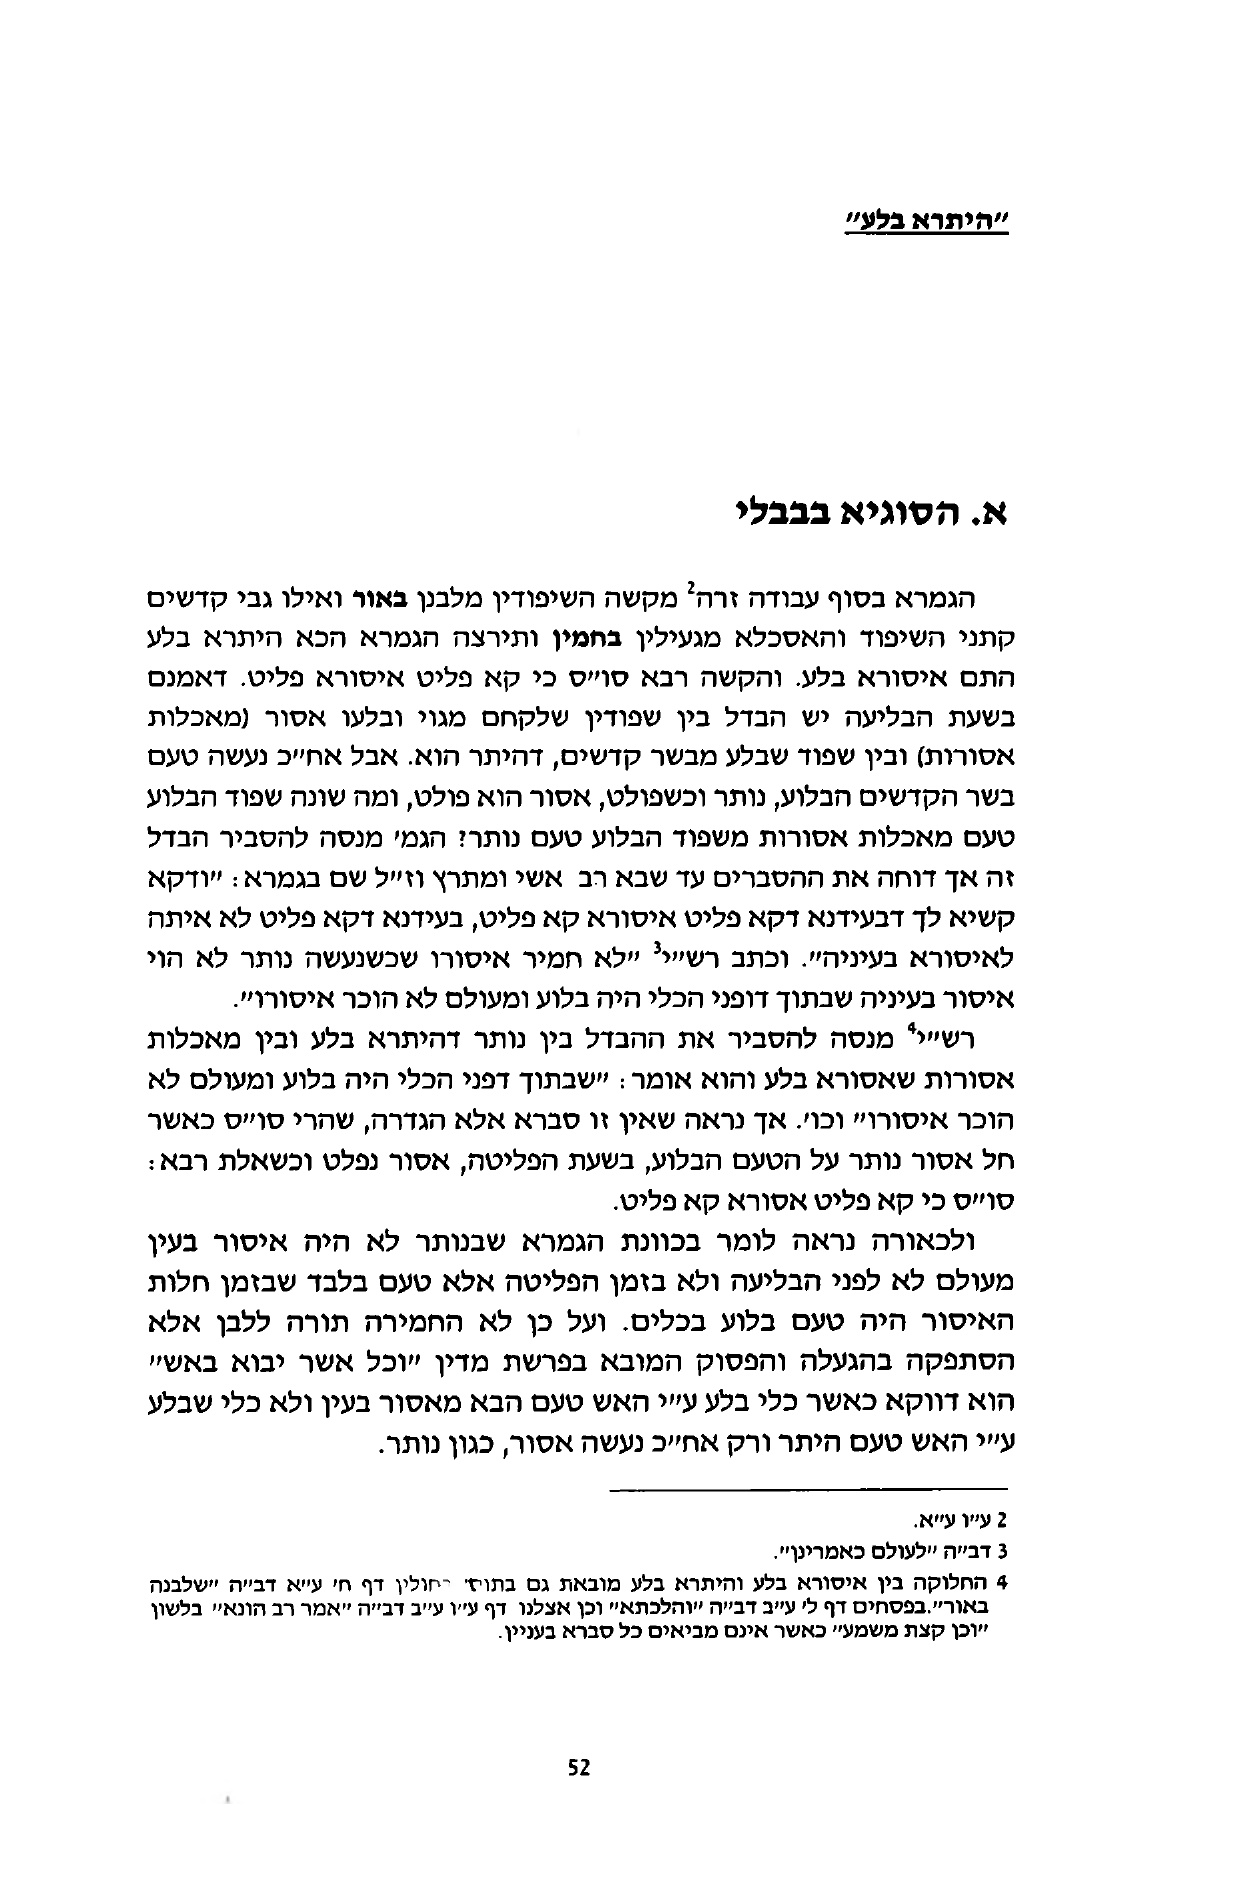 "היתרא בלע"
א. הסוגיא בבבלי
הגמרא בסוף עבודה זרה2 מקשה השיפודין מלבנן באור ואילו גבי קדשים
קתני השיפוד והאסכלא מגעילין בחמין ותירצה הגמרא הכא היתרא בלע
התם איסורא בלע. והקשה רבא סו"ס כי קא פליט איסורא פליט. דאמנם
בשעת הבליעה יש הבדל בין שפודין שלקחם מגוי ובלעו אסור (מאכלות
אסורות) ובין שפוד שבלע מבשר קדשים, דהיתר הוא. אבל אח"כ נעשה טעם
בשר הקדשים הבלוע, נותר וכשפולט, אסור הוא פולט, ומה שונה שפוד הבלוע
טעם מאכלות אסורות משפוד הבלוע טעם נותר? הגמ' מנסה להסביר הבדל
זה אך דוחה את ההסברים עד שבא רב אשי ומתרץ וז"ל שם בגמרא: "ודקא
קשיא לך דבעידנא דקא פליט איסורא קא פליט, בעידנא דקא פליט לא איתה
לאיסורא בעיניה". וכתב רש"י3 "לא חמיר איסורו שכשנעשה נותר לא הוי
איסור בעיניה שבתוך דופני הכלי היה בלוע ומעולם לא הוכר איסורו".
רש"י4 מנסה להסביר את ההבדל בין נותר דהיתרא בלע ובין מאכלות
אסורות שאסורא בלע והוא אומר: "שבתוך דפני הכלי היה בלוע ומעולם לא
הוכר איסורו" וכו'. אך נראה שאין זו סברא אלא הגדרה, שהרי סו"ס כאשר
חל אסור נותר על הטעם הבלוע, בשעת הפליטה, אסור נפלט וכשאלת רבא:
סו"ס כי קא פליט אסורא קא פליט.
ולכאורה נראה לומר בכוונת הגמרא שבנותר לא היה איסור בעין
מעולם לא לפני הבליעה ולא בזמן הפליטה אלא טעם בלבד שבזמן חלות
האיסור היה טעם בלוע בכלים. ועל כן לא החמירה תורה ללבן אלא
הסתפקה בהגעלה והפסוק המובא בפרשת מדין "וכל אשר יבוא באש"
הוא דווקא כאשר כלי בלע ע"י האש טעם הבא מאסור בעין ולא כלי שבלע
ע"י האש טעם היתר ורק אח"כ נעשה אסור, כגון נותר.
2 ע"ו ע"א.
3 דב"ה "לעולם כאמרינן".
4 החלוקה בין איסורא בלע והיתרא בלע מובאת גם בתוס' בחולין דף ח' ע"א דב"ה "שלבנה
באור".בפסחים דף ל' ע"ב דב"ה "והלכתא" וכן אצלנו דף ע"ו ע"ב דב"ה "אמר רב הונא" בלשון
"וכן קצת משמע" כאשר אינם מביאים כל סברא בעניין.
52